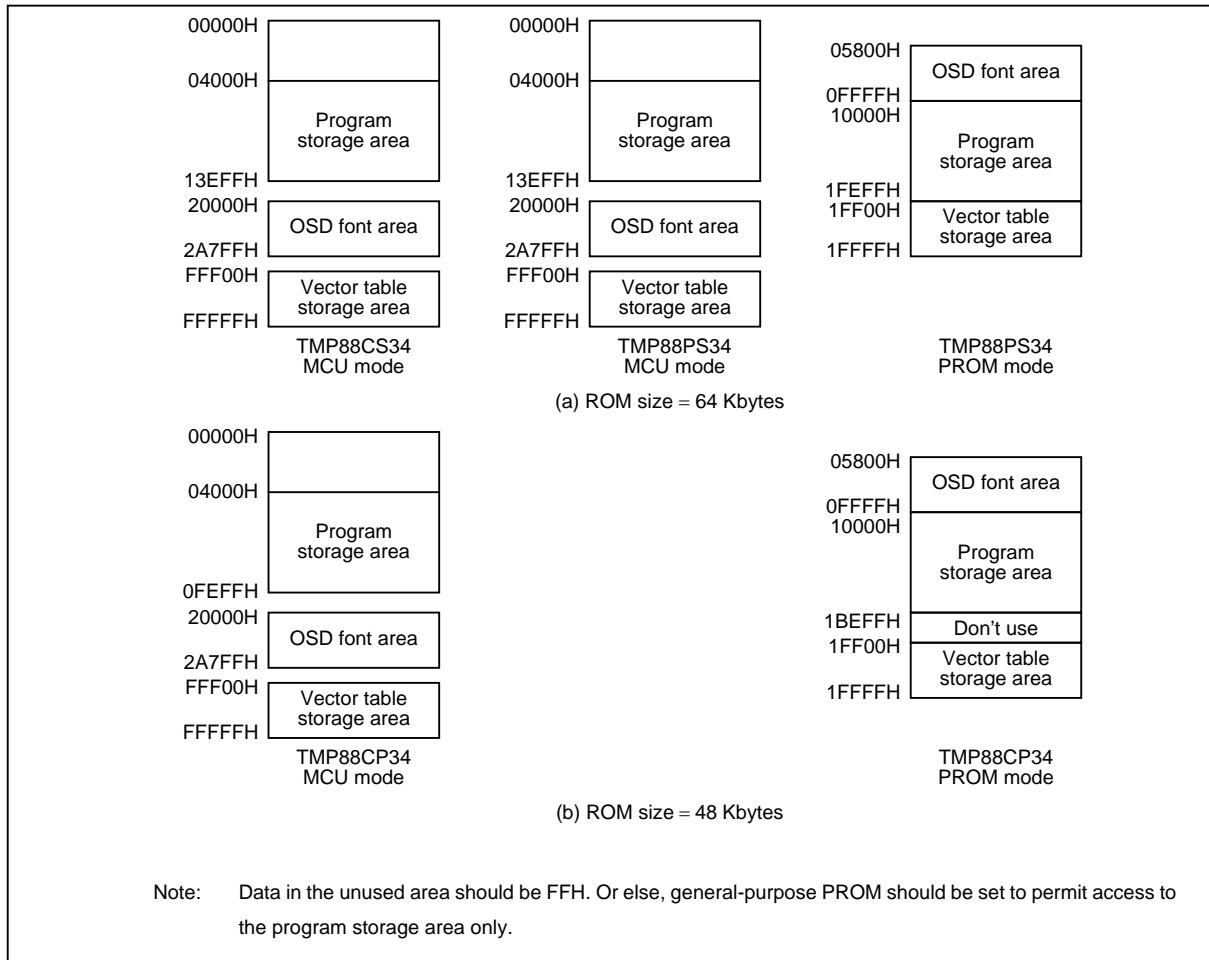 00000H
04000H
Program
storage area
13EFFH
20000H
OSD font area
2A7FFH
FFF00H
Vector table
storage area
FFFFFH
TMP88CS34
MCU mode
00000H
04000H
Program
storage area
13EFFH
20000H
OSD font area
2A7FFH
FFF00H
Vector table
storage area
FFFFFH
TMP88PS34
MCU mode
05800H
OSD font area
0FFFFH
10000H
Program
storage area
1FEFFH
1FF00H
Vector table
storage area
1FFFFH
TMP88PS34
PROM mode
(a) ROM size = 64 Kbytes
00000H
04000H
Program
storage area
0FEFFH
20000H
OSD font area
2A7FFH
FFF00H
Vector table
storage area
FFFFFH
TMP88CP34
MCU mode
05800H
OSD font area
0FFFFH
10000H
Program
storage area
1BEFFH
Don't use
1FF00H
Vector table
storage area
1FFFFH
TMP88CP34
PROM mode
(b) ROM size = 48 Kbytes
Note: Data in the unused area should be FFH. Or else, general-purpose PROM should be set to permit access to
the program storage area only.